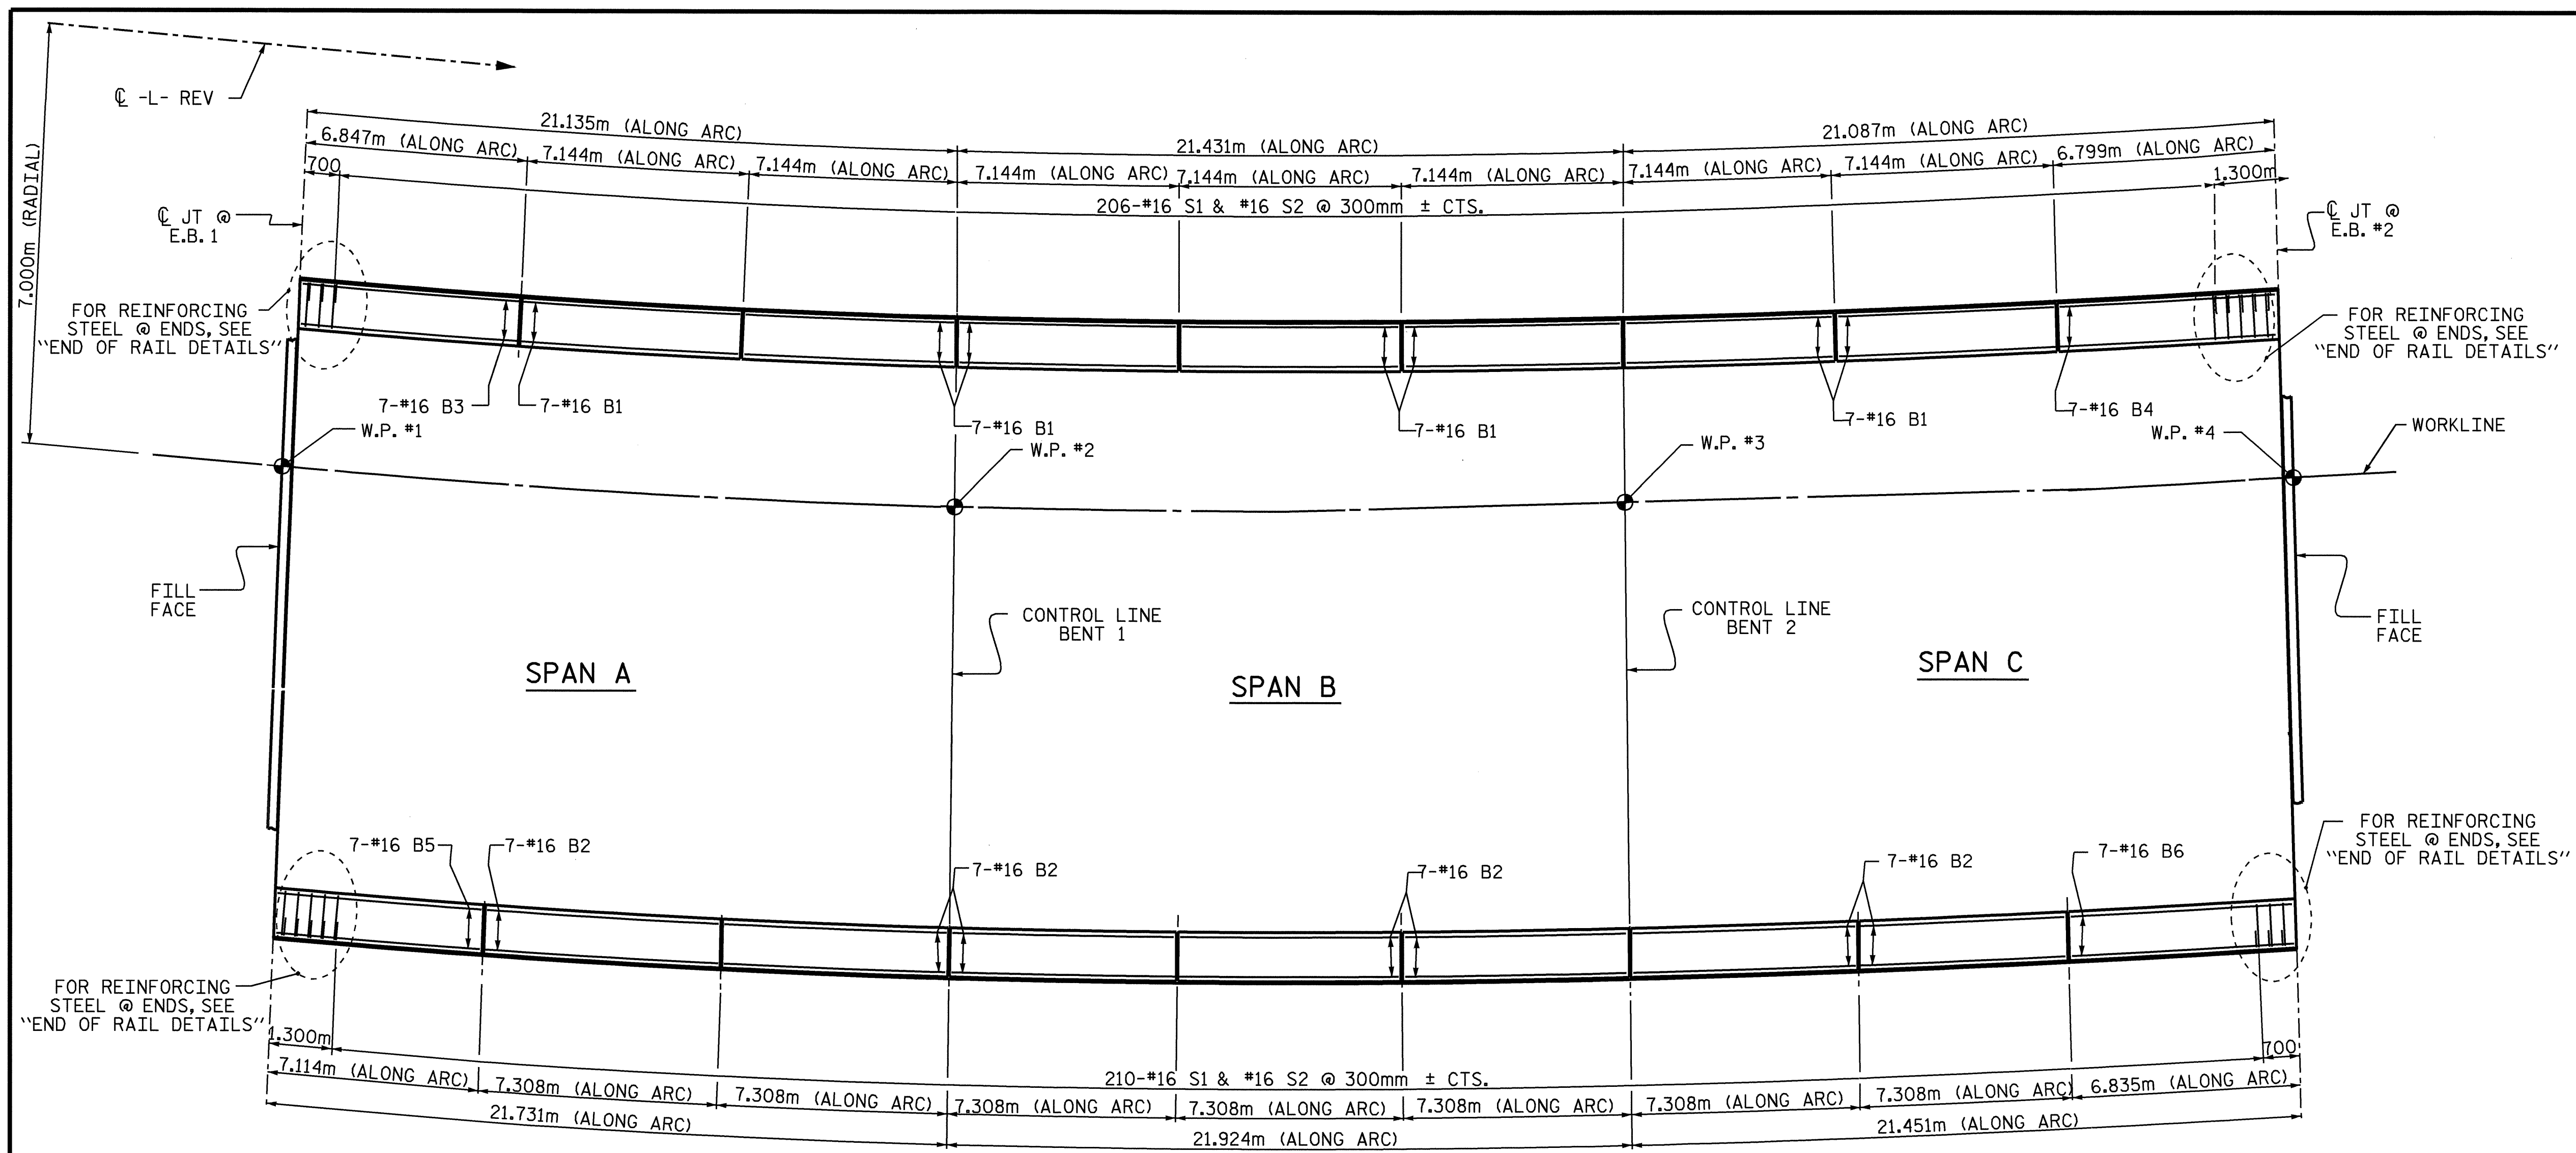 ℄ -L- REV
7.000m (RADIAL)
21.135m (ALONG ARC)
21.431m (ALONG ARC)
21.087m (ALONG ARC)
6.847m (ALONG ARC)
7.144m (ALONG ARC)
7.144m (ALONG ARC)
7.144m (ALONG ARC)
7.144m (ALONG ARC)
7.144m (ALONG ARC)
7.144m (ALONG ARC)
7.144m (ALONG ARC)
6.799m (ALONG ARC)
700
206-#16 S1 & #16 S2 @ 300mm ± CTS.
1.300m
℄ JT @
E.B. 1
℄ JT @
E.B. #2
FOR REINFORCING
STEEL @ ENDS, SEE
"END OF RAIL DETAILS"
FOR REINFORCING
STEEL @ ENDS, SEE
"END OF RAIL DETAILS"
7-#16 B3
7-#16 B1
7-#16 B1
7-#16 B1
7-#16 B1
7-#16 B4
W.P. #1
W.P. #2
W.P. #3
W.P. #4
WORKLINE
FILL
FACE
CONTROL LINE
BENT 1
CONTROL LINE
BENT 2
FILL
FACE
SPAN A
SPAN B
SPAN C
7-#16 B5
7-#16 B2
7-#16 B2
7-#16 B2
7-#16 B2
7-#16 B6
FOR REINFORCING
STEEL @ ENDS, SEE
"END OF RAIL DETAILS"
FOR REINFORCING
STEEL @ ENDS, SEE
"END OF RAIL DETAILS"
1.300m
210-#16 S1 & #16 S2 @ 300mm ± CTS.
700
7.114m (ALONG ARC)
7.308m (ALONG ARC)
7.308m (ALONG ARC)
7.308m (ALONG ARC)
7.308m (ALONG ARC)
7.308m (ALONG ARC)
7.308m (ALONG ARC)
7.308m (ALONG ARC)
6.835m (ALONG ARC)
21.731m (ALONG ARC)
21.924m (ALONG ARC)
21.451m (ALONG ARC)